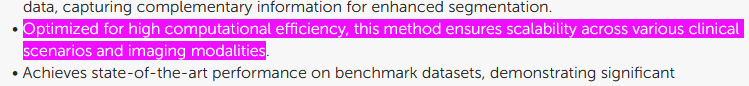 data, capturing complementary information for enhanced segmentation.
• Optimized for high computational efficiency, this method ensures scalability across various clinical
scenarios and imaging modalities.
• Achieves state-of-the-art performance on benchmark datasets, demonstrating significant